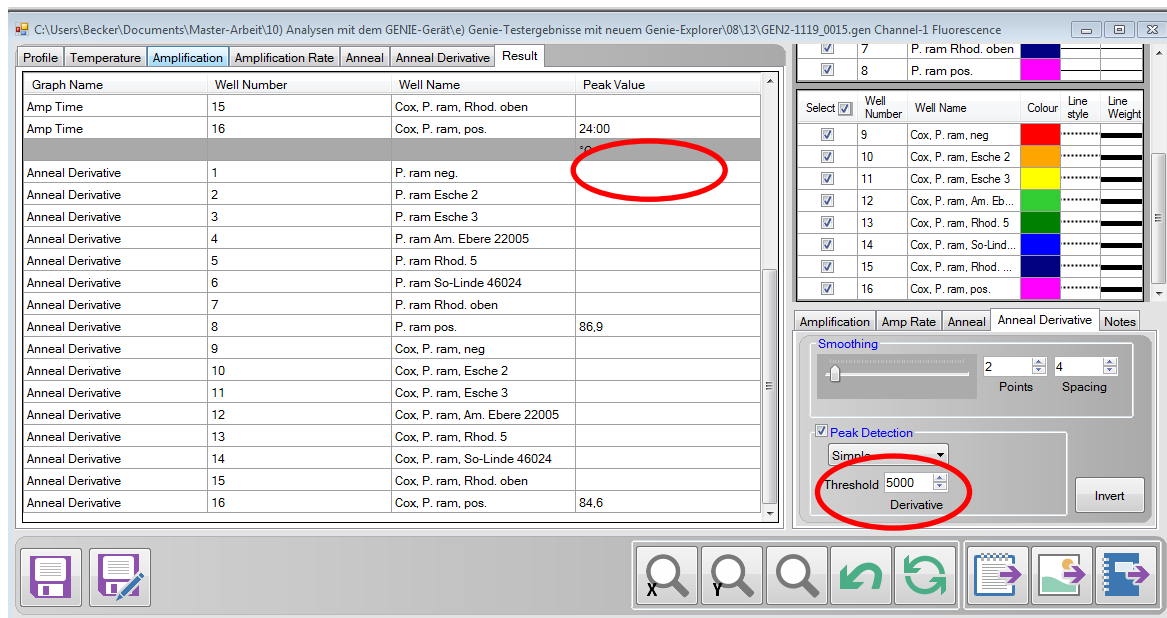 C:\Users\Becker\Documents\Master-Arbeit\10) Analysen mit dem GENIE-Gerät\e) Genie-Testergebnisse mit neuem Genie-Explorer\08\13\GEN2-1119_0015.gen Channel-1 Fluorescence
Profile Temperature Amplification Amplification Rate Anneal Anneal Derivative Result
Graph Name Well Number Well Name Peak Value
Amp Time 15 Cox, P. ram, Rhod. oben
Amp Time 16 Cox, P. ram, pos. 24:00
°C
Anneal Derivative 1 P. ram neg.
Anneal Derivative 2 P. ram Esche 2
Anneal Derivative 3 P. ram Esche 3
Anneal Derivative 4 P. ram Am. Ebere 22005
Anneal Derivative 5 P. ram Rhod. 5
Anneal Derivative 6 P. ram So-Linde 46024
Anneal Derivative 7 P. ram Rhod. oben
Anneal Derivative 8 P. ram pos. 86,9
Anneal Derivative 9 Cox, P. ram, neg
Anneal Derivative 10 Cox, P. ram, Esche 2
Anneal Derivative 11 Cox, P. ram, Esche 3
Anneal Derivative 12 Cox, P. ram, Am. Ebere 22005
Anneal Derivative 13 Cox, P. ram, Rhod. 5
Anneal Derivative 14 Cox, P. ram, So-Linde 46024
Anneal Derivative 15 Cox, P. ram, Rhod. oben
Anneal Derivative 16 Cox, P. ram, pos. 84,6
7 P. ram Rhod. oben
8 P. ram pos.
Select Well Number Well Name Colour Line style Line Weight
9 Cox, P. ram, neg
10 Cox, P. ram, Esche 2
11 Cox, P. ram, Esche 3
12 Cox, P. ram, Am. Eb...
13 Cox, P. ram, Rhod. 5
14 Cox, P. ram, So-Lind...
15 Cox, P. ram, Rhod. ...
16 Cox, P. ram, pos.
Amplification Amp Rate Anneal Anneal Derivative Notes
Smoothing
2 4
Points Spacing
Peak Detection
Simple
Threshold 5000
Derivative
Invert
X Y